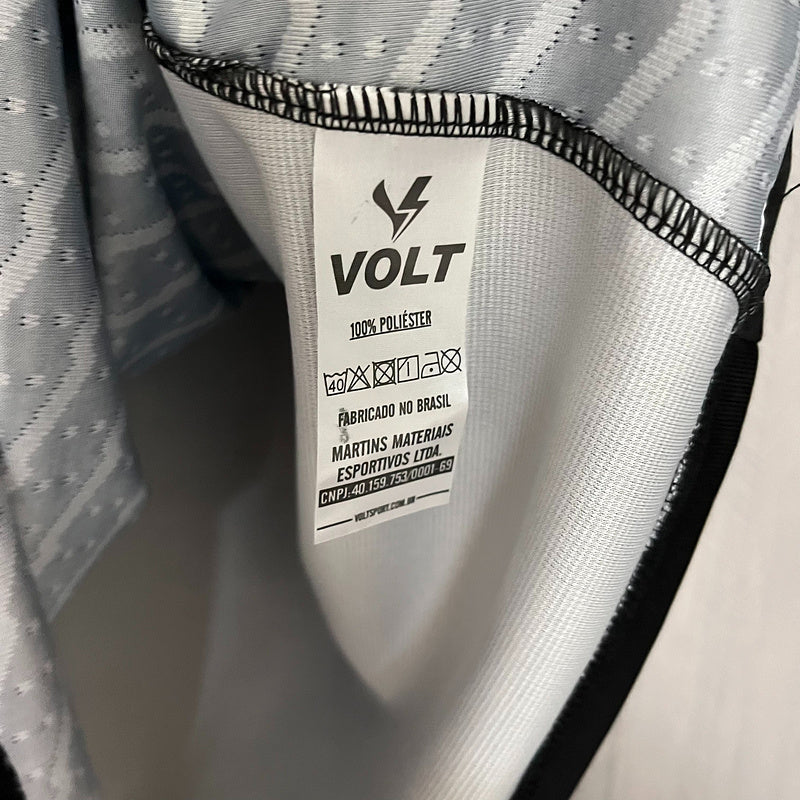 VOLT
100% POLIÉSTER
40
FABRICADO NO BRASIL
MARTINS MATERIAIS
ESPORTIVOS LTDA.
CNPJ: 40.159.753/0001-69
VOLTSPORT.COM.BR